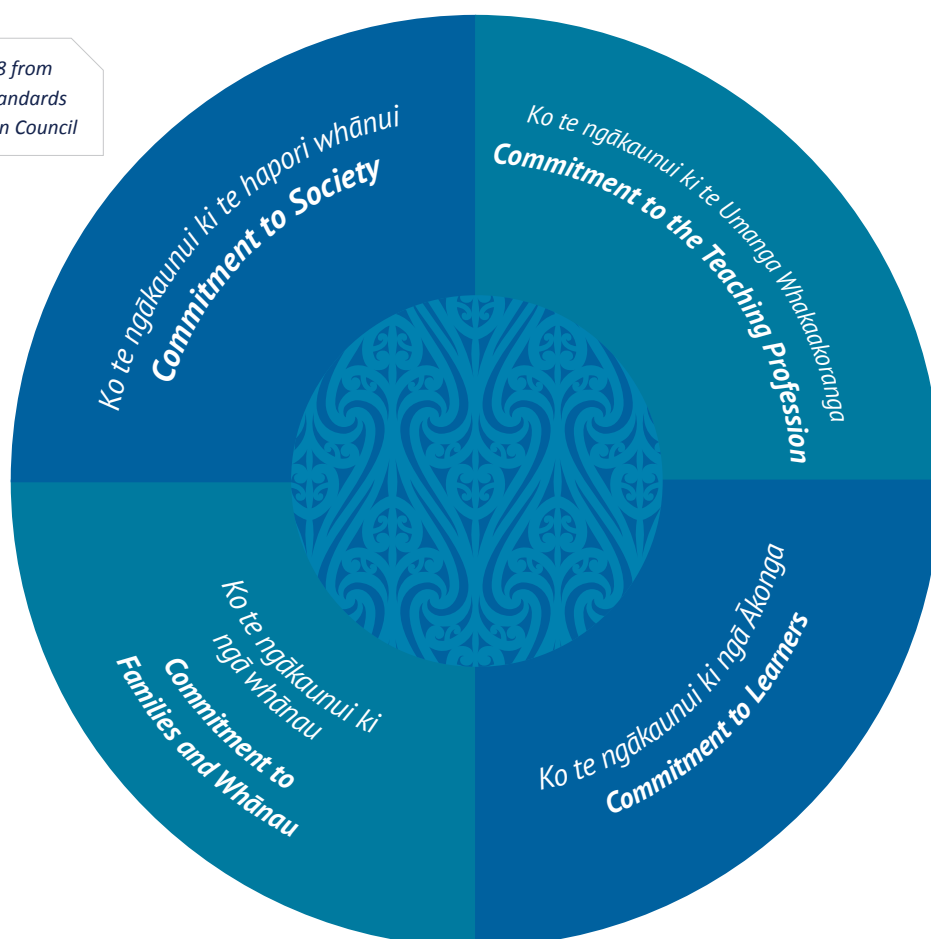 8 from
andards
n Council
Ko te ngākaunui ki te hapori whānui
Commitment to Society
Ko te ngākaunui ki te Umanga Whakaakoranga
Commitment to the Teaching Profession
Ko te ngākaunui ki
ngā whānau
Commitment to
Families and Whānau
Ko te ngākaunui ki ngā Ākonga
Commitment to Learners